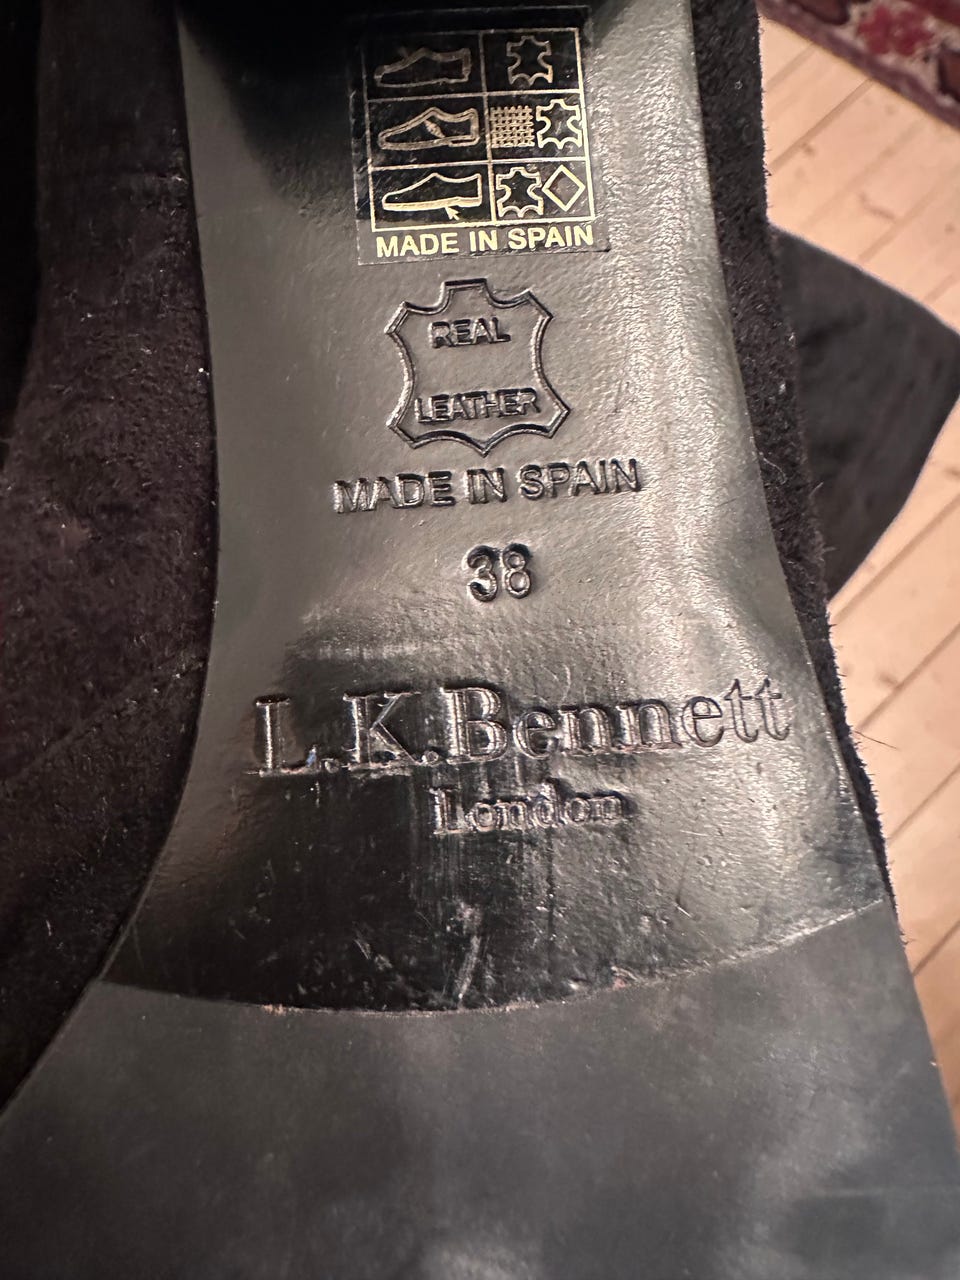 MADE IN SPAIN
REAL
LEATHER
MADE IN SPAIN
38
L.K.Bennett
London